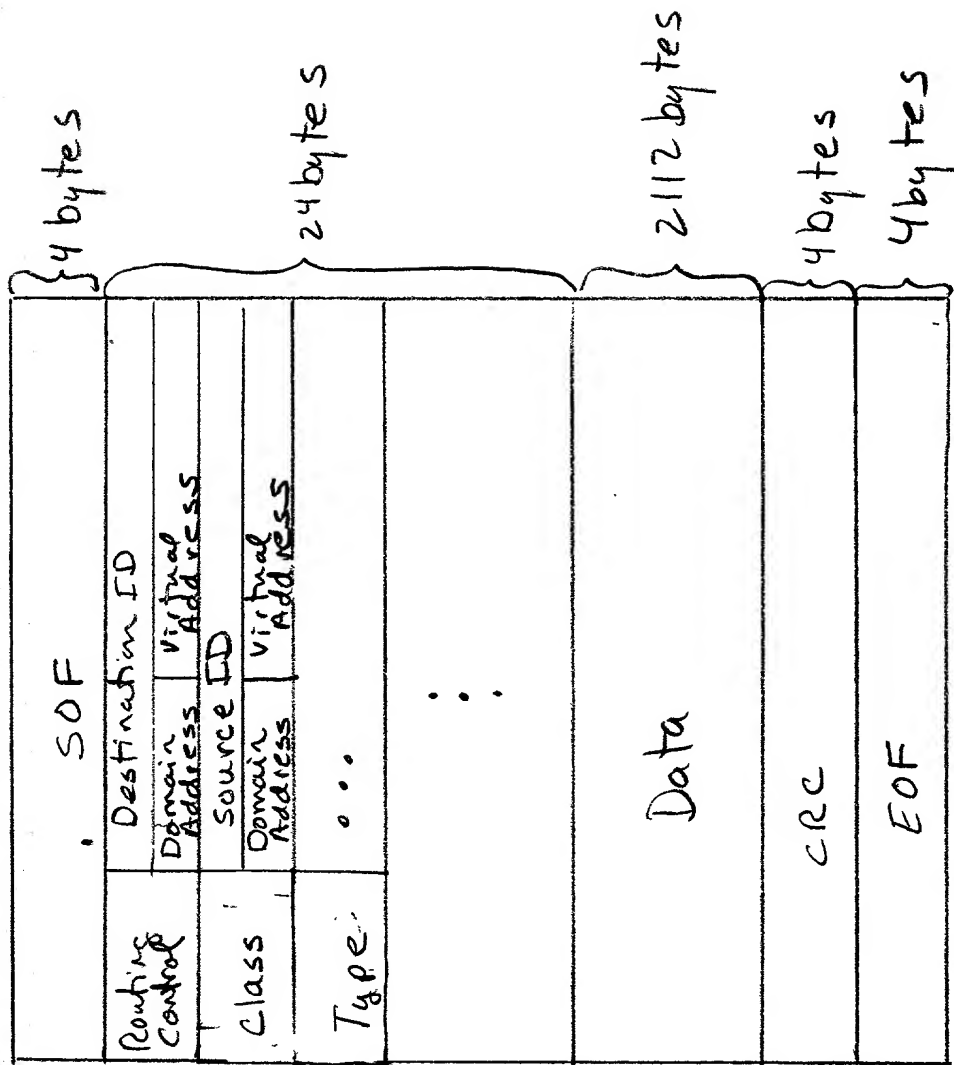 SOF
4 bytes
Routing
Control
Destination ID
Domain
Address
Virtual
Address
24 bytes
Class
Source ID
Domain
Address
Virtual
Address
Type
...
...
Data
2112 bytes
CRC
4 bytes
EOF
4 bytes